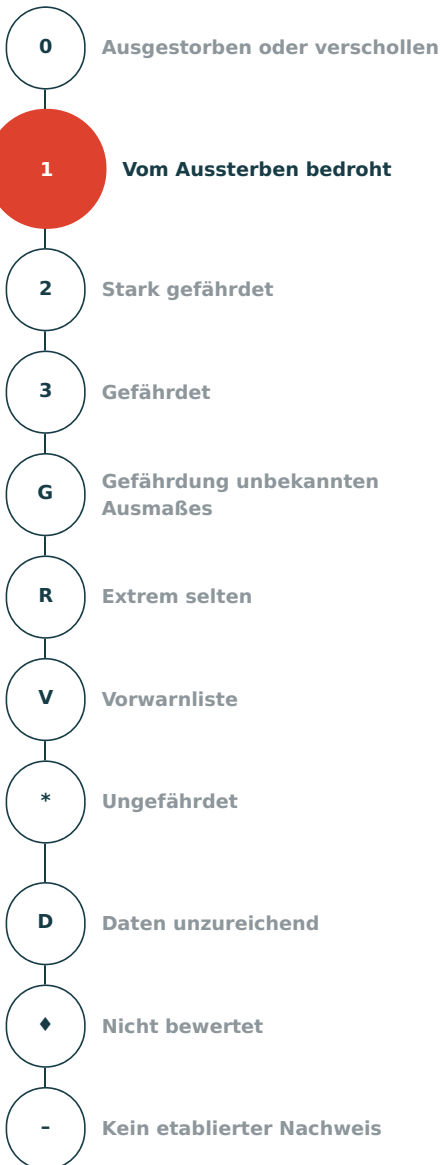 0 Ausgestorben oder verschollen
1 Vom Aussterben bedroht
2 Stark gefährdet
3 Gefährdet
G Gefährdung unbekannten
Ausmaßes
R Extrem selten
V Vorwarnliste
* Ungefährdet
D Daten unzureichend
♦ Nicht bewertet
– Kein etablierter Nachweis